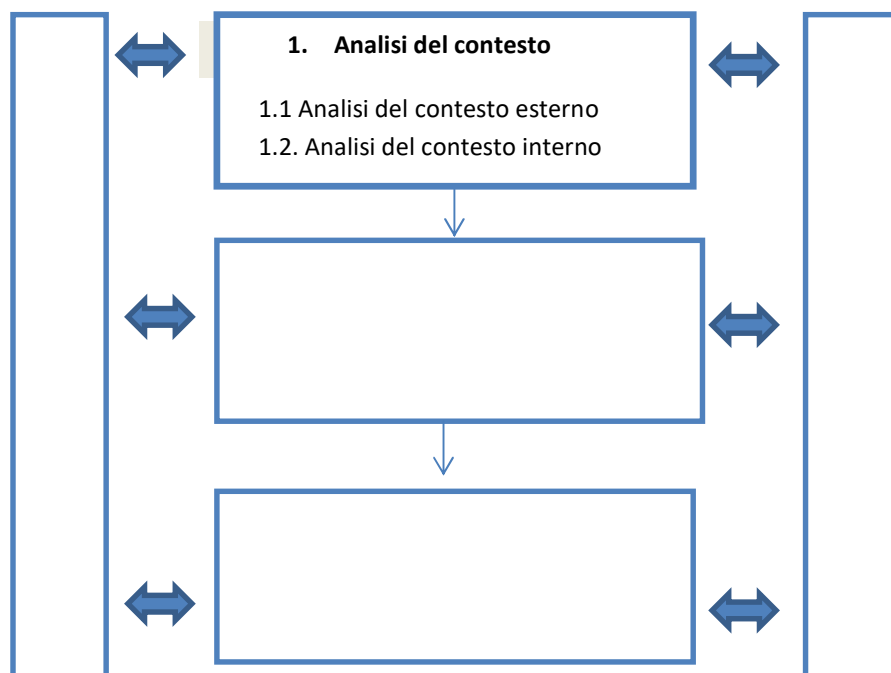 1. Analisi del contesto
1.1 Analisi del contesto esterno
1.2. Analisi del contesto interno